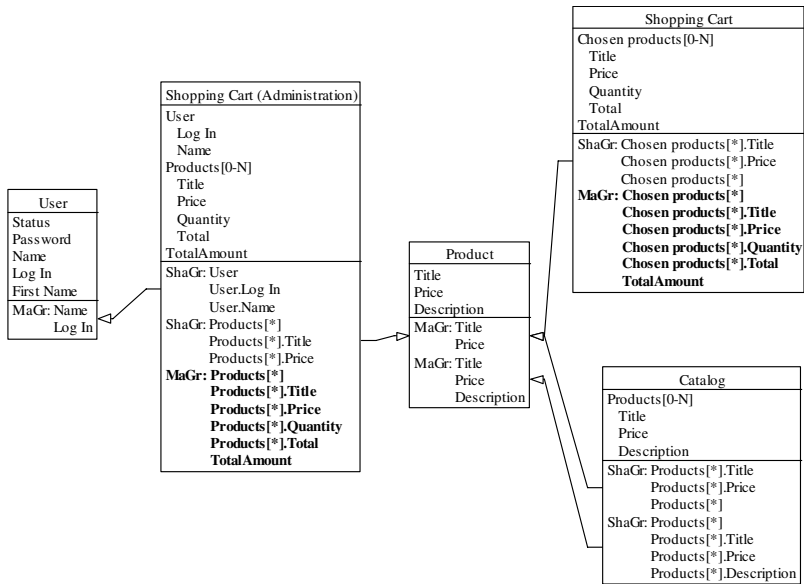 User
Status
Password
Name
Log In
First Name
MaGr: Name
Log In
Shopping Cart (Administration)
User
Log In
Name
Products[0-N]
Title
Price
Quantity
Total
TotalAmount
ShaGr: User
User.Log In
User.Name
ShaGr: Products[*]
Products[*].Title
Products[*].Price
MaGr: Products[*]
Products[*].Title
Products[*].Price
Products[*].Quantity
Products[*].Total
TotalAmount
Product
Title
Price
Description
MaGr: Title
Price
MaGr: Title
Price
Description
Shopping Cart
Chosen products[0-N]
Title
Price
Quantity
Total
TotalAmount
ShaGr: Chosen products[*].Title
Chosen products[*].Price
Chosen products[*]
MaGr: Chosen products[*]
Chosen products[*].Title
Chosen products[*].Price
Chosen products[*].Quantity
Chosen products[*].Total
TotalAmount
Catalog
Products[0-N]
Title
Price
Description
ShaGr: Products[*].Title
Products[*].Price
Products[*]
ShaGr: Products[*]
Products[*].Title
Products[*].Price
Products[*].Description